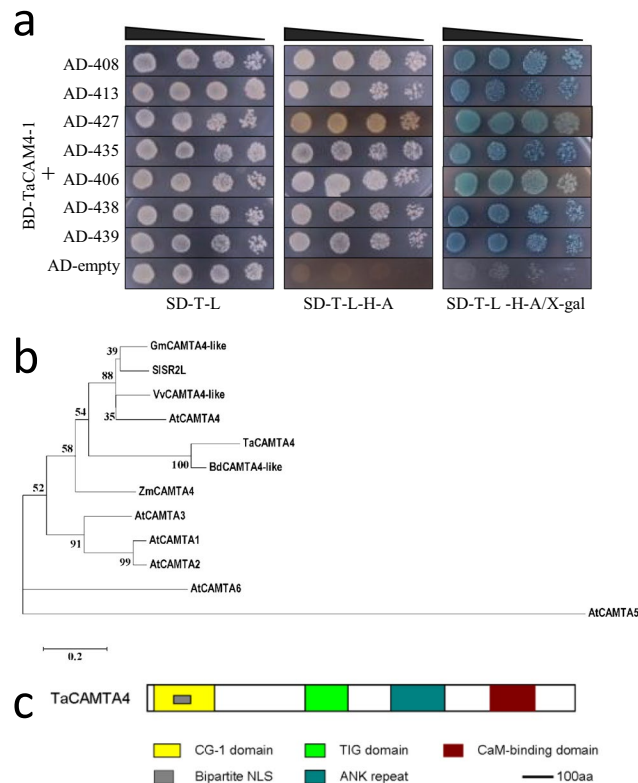 a
BD-TaCAM4-1
+
AD-408
AD-413
AD-427
AD-435
AD-406
AD-438
AD-439
AD-empty
SD-T-L
SD-T-L-H-A
SD-T-L -H-A/X-gal
b
39
GmCAMTA4-like
SlSR2L
88
VvCAMTA4-like
54
35
AtCAMTA4
TaCAMTA4
58
100
BdCAMTA4-like
52
ZmCAMTA4
AtCAMTA3
91
AtCAMTA1
99
AtCAMTA2
AtCAMTA6
AtCAMTA5
0.2
c
TaCAMTA4
CG-1 domain
TIG domain
CaM-binding domain
Bipartite NLS
ANK repeat
100aa